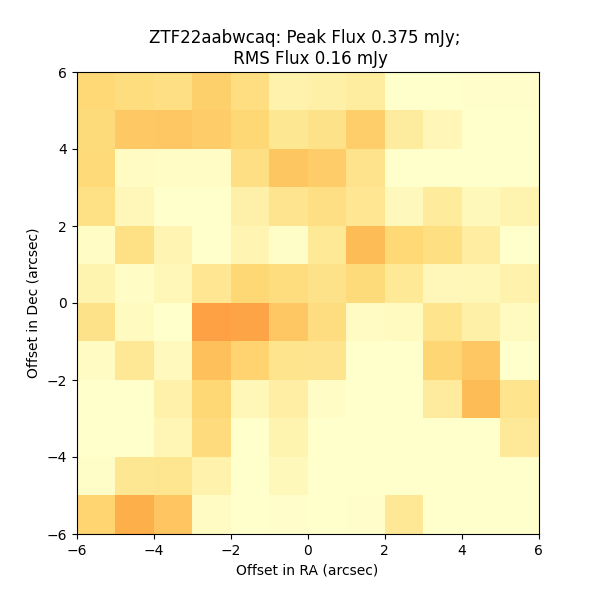 ZTF22aabwcaq: Peak Flux 0.375 mJy;
RMS Flux 0.16 mJy
6
4
2
0
−2
−4
−6
Offset in Dec (arcsec)
−6 −4 −2 0 2 4 6
Offset in RA (arcsec)